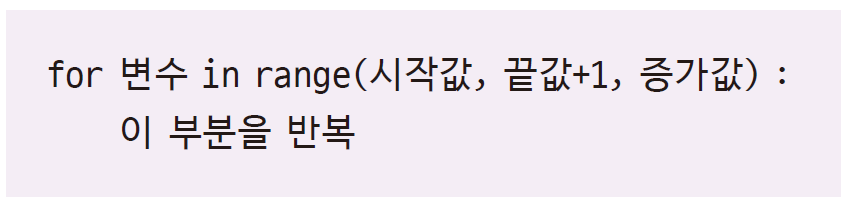 for 변수 in range(시작값, 끝값+1, 증가값) :
이 부분을 반복